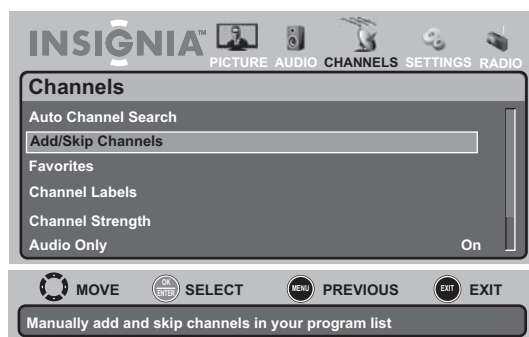 INSIGNIA™
PICTURE AUDIO CHANNELS SETTINGS RADIO
Channels
Auto Channel Search
Add/Skip Channels
Favorites
Channel Labels
Channel Strength
Audio Only On
MOVE OK ENTER SELECT MENU PREVIOUS EXIT EXIT
Manually add and skip channels in your program list